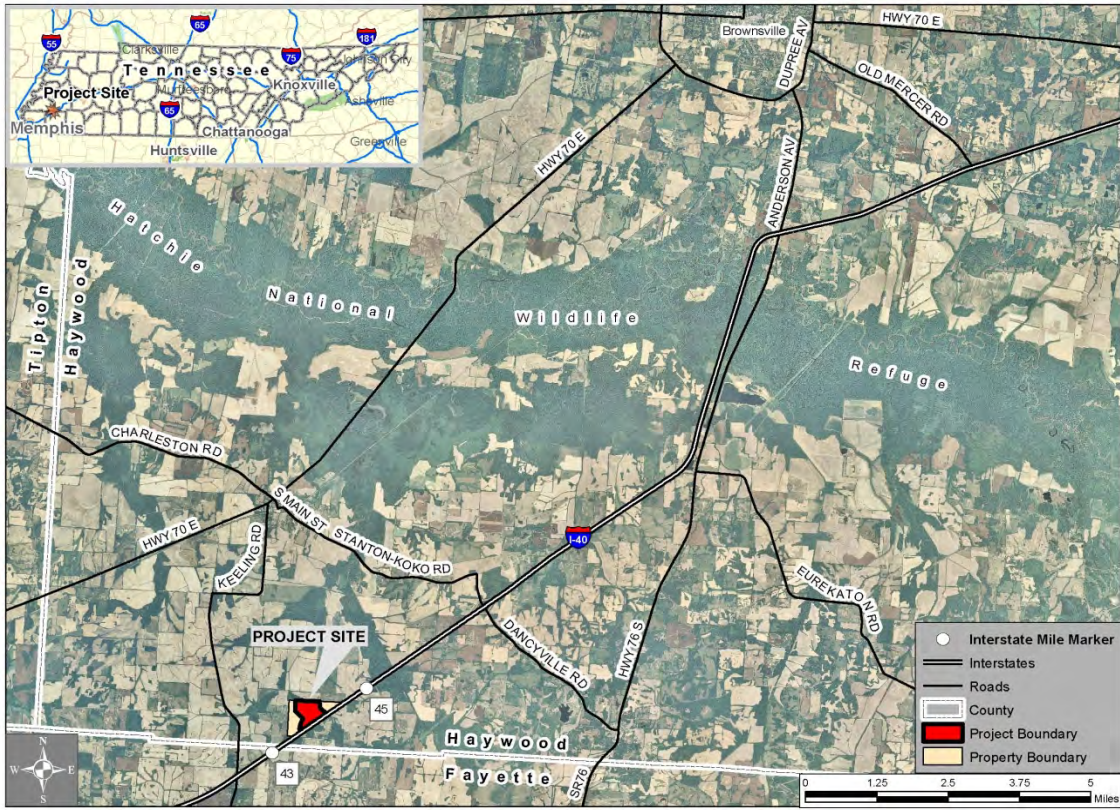 65
55
181
Clarksville
75
Johnson City
Tennessee
Knoxville
Project Site
Murfreesboro
Asheville
65
Memphis
Chattanooga
Greenville
Huntsville
Brownsville
HWY 70 E
DUPREE AV
OLD MERCER RD
HWY 70 E
ANDERSON AV
Hatchie
National
Wildlife
Refuge
Tipton
Haywood
CHARLESTON RD
S MAIN ST
STANTON-KOKO RD
I-40
HWY 70 E
KEELING RD
EUREKATON RD
DANCYVILLE RD
HWY 76 S
PROJECT SITE
45
43
Haywood
Fayette
SR76
Interstate Mile Marker
Interstates
Roads
County
Project Boundary
Property Boundary
N
W E
S
0 1.25 2.5 3.75 5
Miles